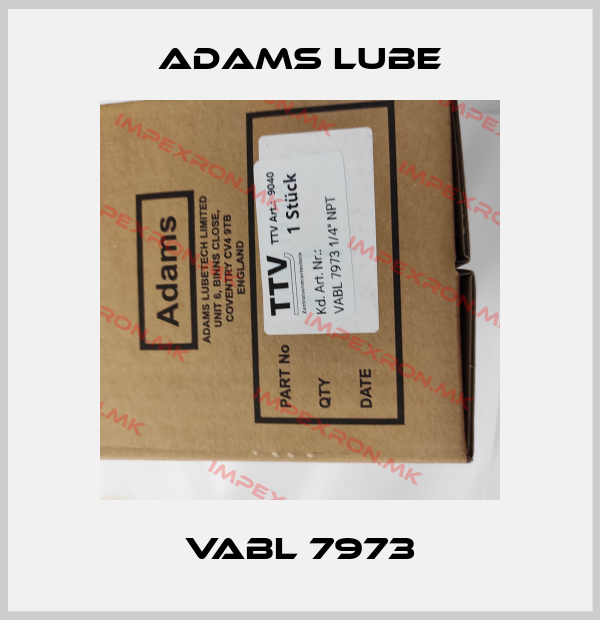 ADAMS LUBE
Adams
ADAMS LUBETECH LIMITED
UNIT 6, BINNS CLOSE,
COVENTRY CV4 9TB
ENGLAND
TTV TTV Art.: 9040
1 Stück
Kd. Art. Nr.:
VABL 7973 1/4" NPT
PART No
QTY
DATE
IMPEXRON.MK
VABL 7973